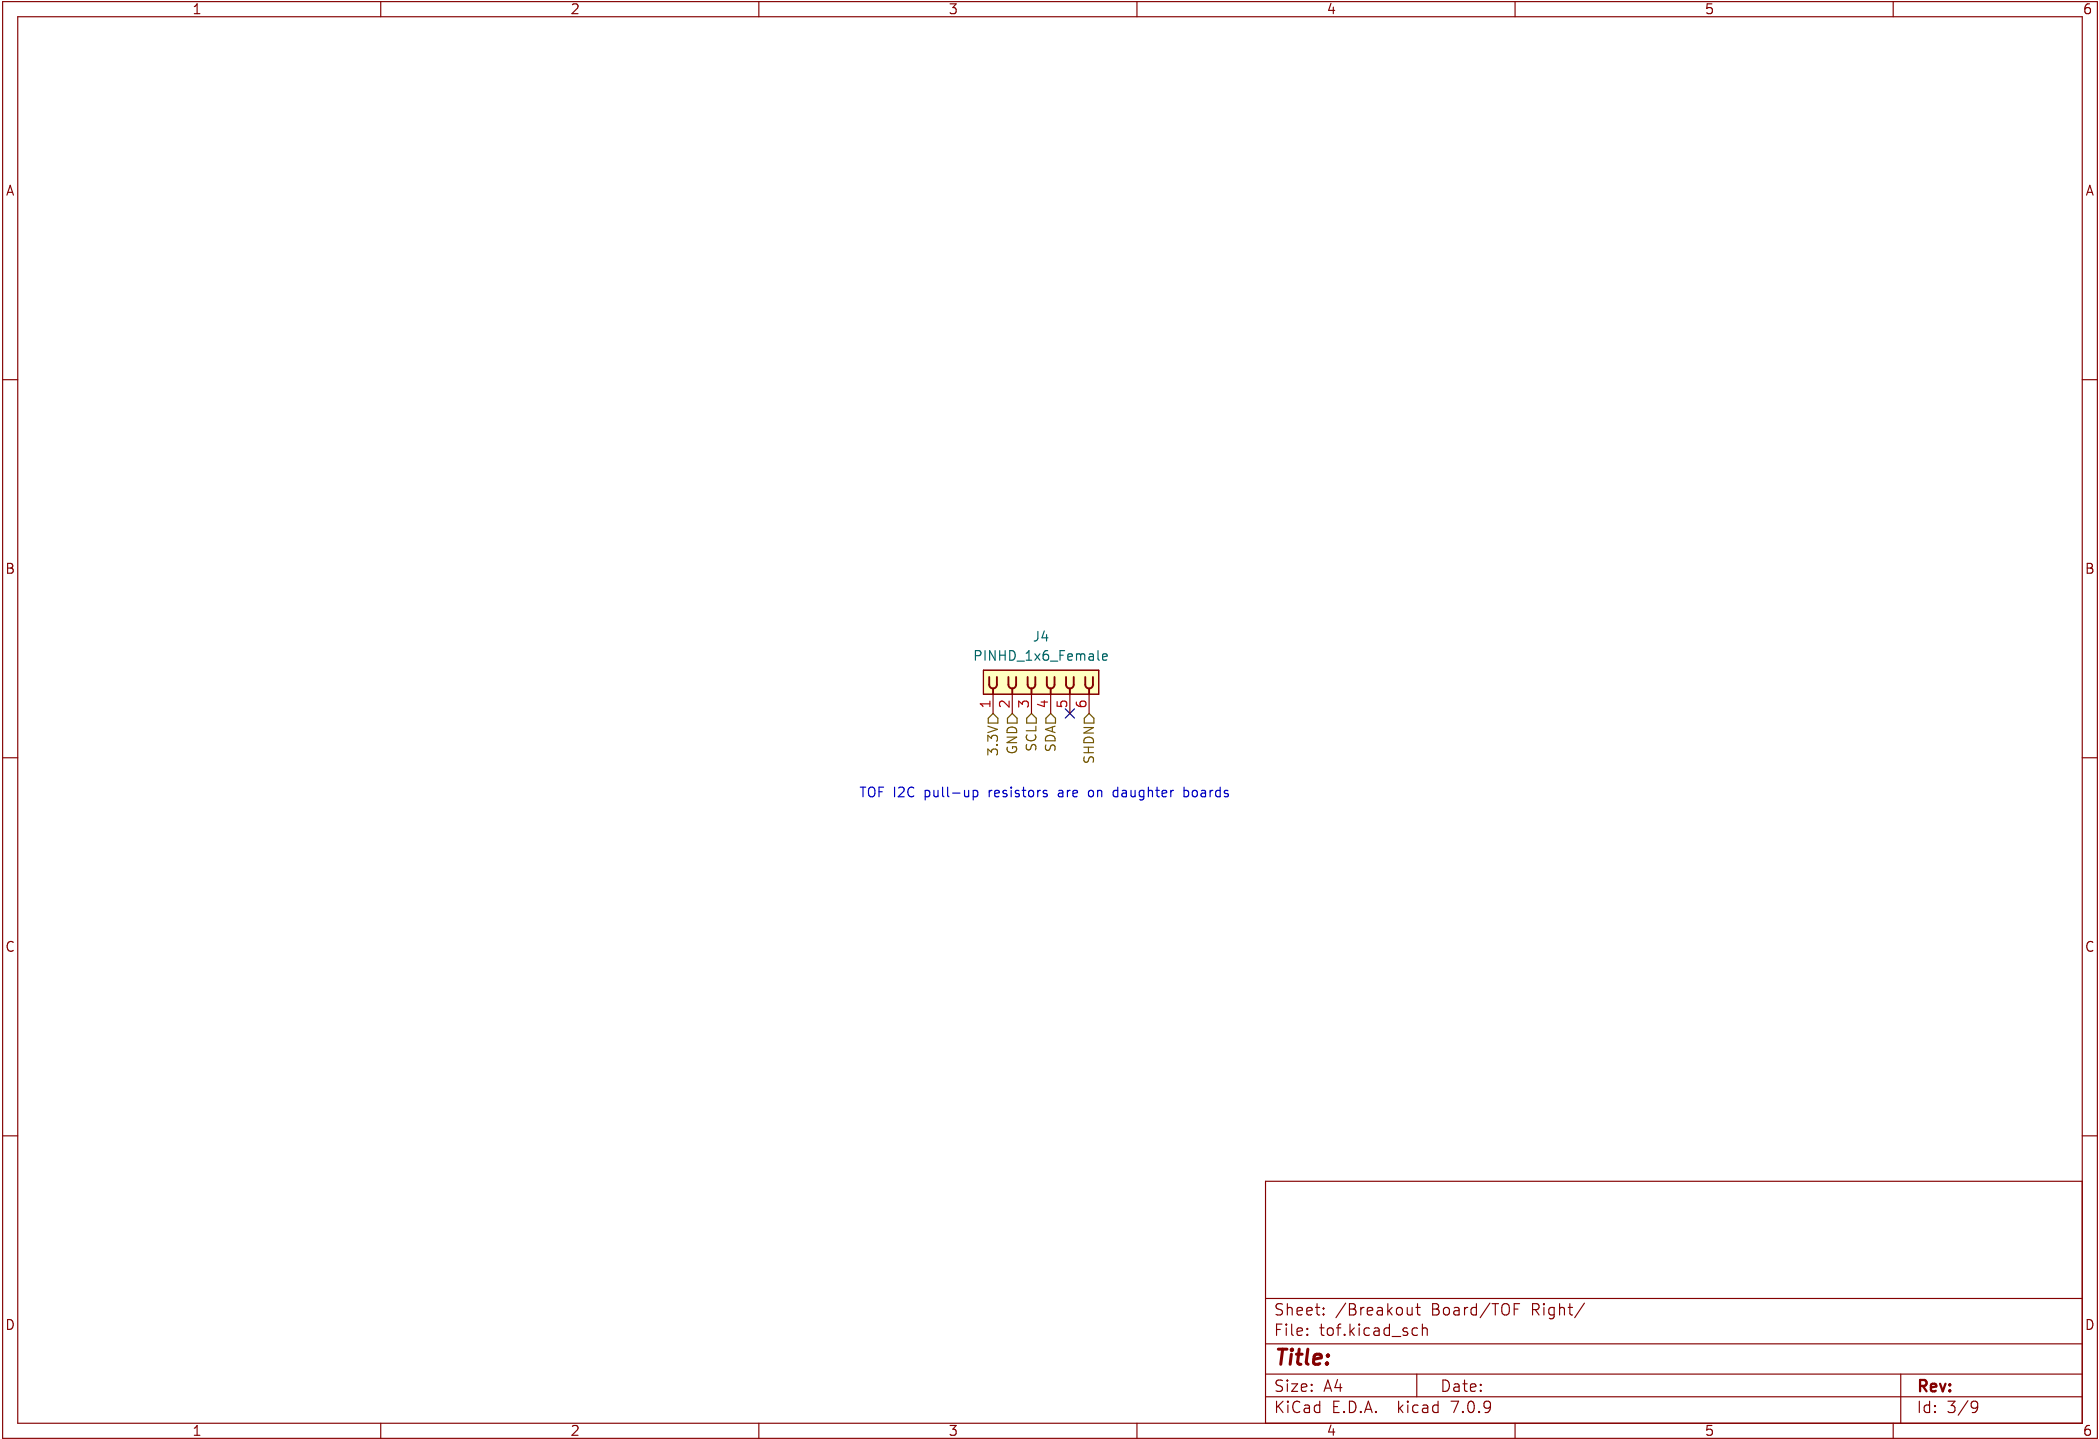 1 2 3 4 5 6
A A
B B
J4
PINHD_1x6_Female
1 2 3 4 5 6
3.3V GND SCL SDA SHDN
TOF I2C pull-up resistors are on daughter boards
C C
Sheet: /Breakout Board/TOF Right/
File: tof.kicad_sch
D D
Title:
Size: A4 Date: Rev:
KiCad E.D.A. kicad 7.0.9 Id: 3/9
1 2 3 4 5 6